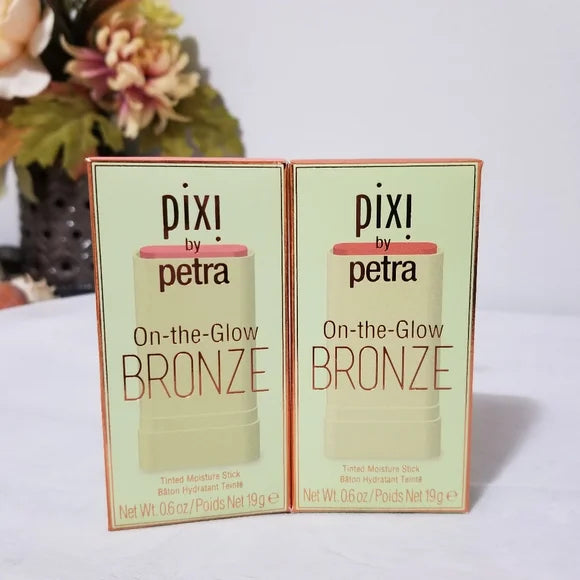 pixi
by
petra
On-the-Glow
BRONZE
Tinted Moisture Stick
Bâton Hydratant Teinté
Net Wt. 0.6 oz/Poids Net 19 g ℮
pixi
by
petra
On-the-Glow
BRONZE
Tinted Moisture Stick
Bâton Hydratant Teinté
Net Wt. 0.6 oz/Poids Net 19 g ℮